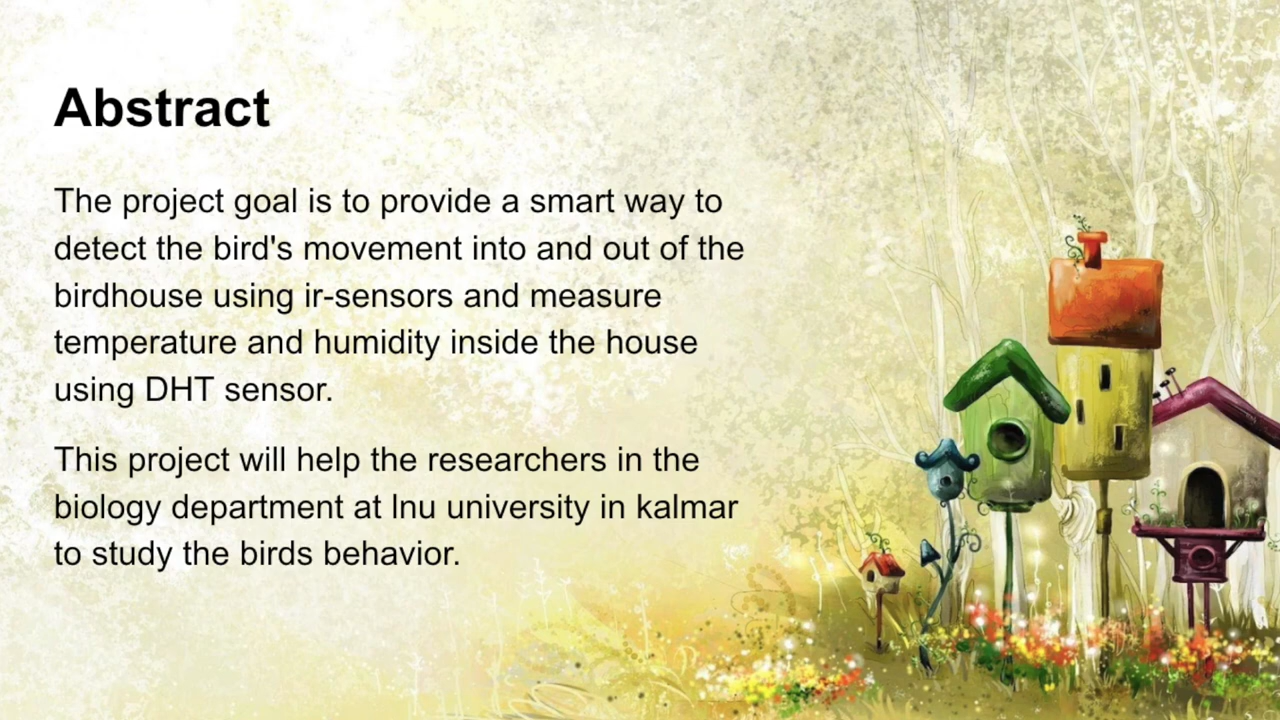 Abstract
The project goal is to provide a smart way to
detect the bird's movement into and out of the
birdhouse using ir-sensors and measure
temperature and humidity inside the house
using DHT sensor.
This project will help the researchers in the
biology department at lnu university in kalmar
to study the birds behavior.